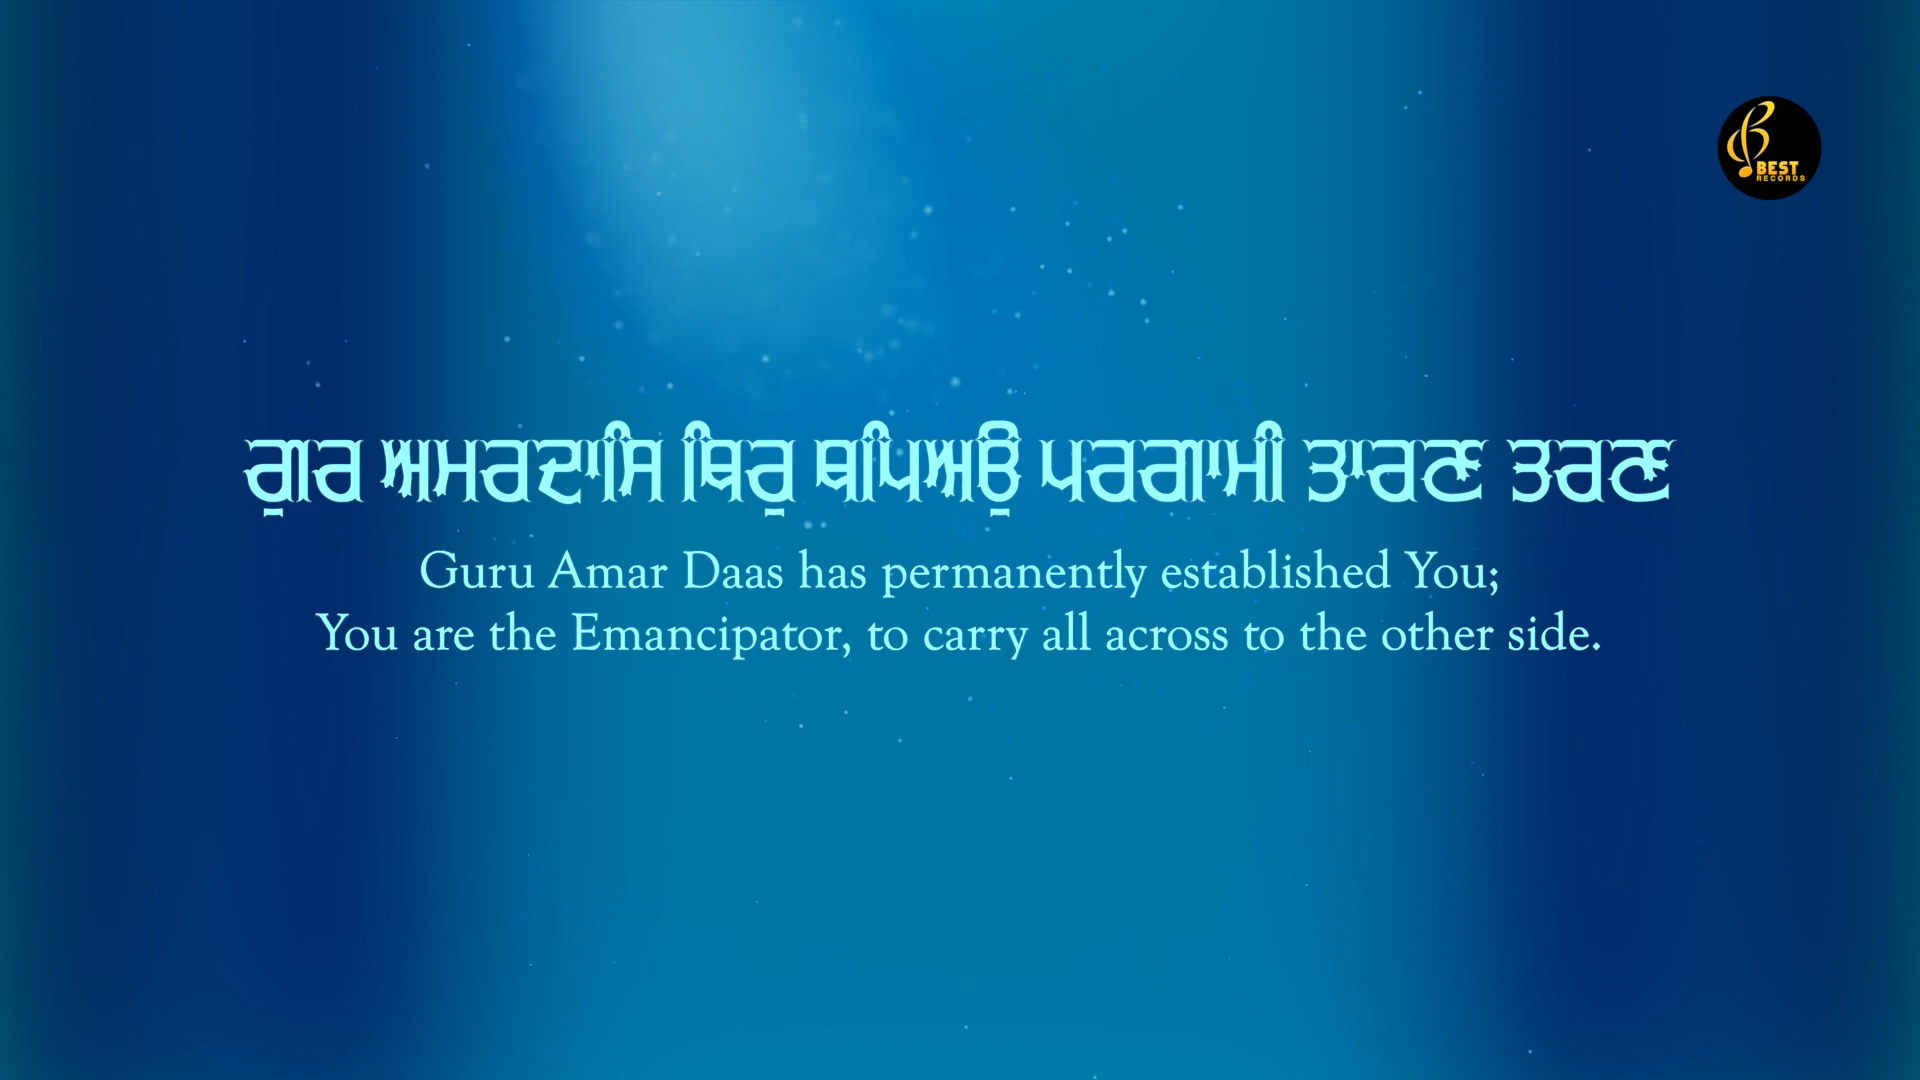 BEST
RECORDS
ਗੁਰ ਅਮਰਦਾਸਿ ਥਿਰੁ ਥਪਿਅਉ ਪਰਗਾਮੀ ਤਾਰਣ ਤਰਣ
Guru Amar Daas has permanently established You;
You are the Emancipator, to carry all across to the other side.